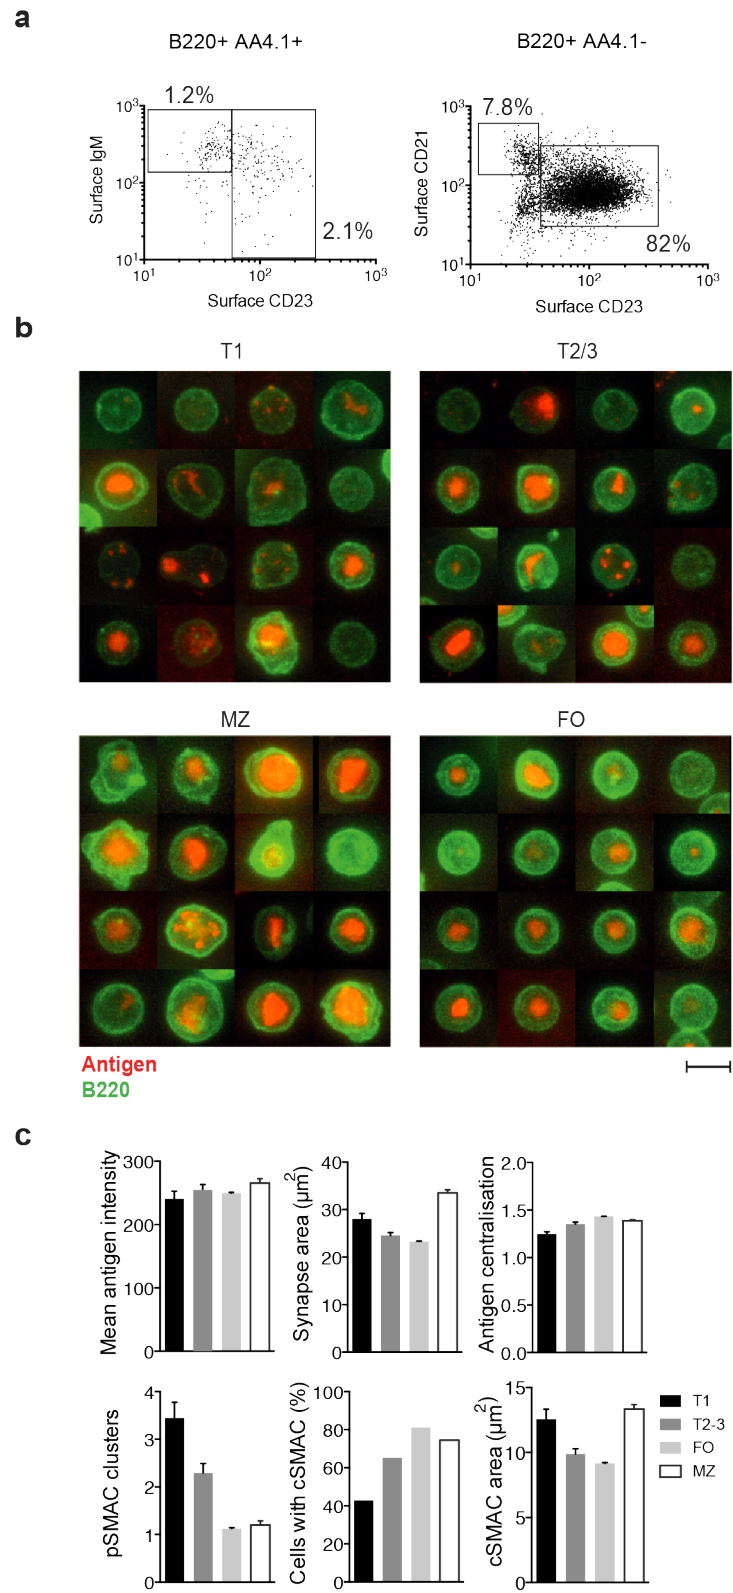 a
B220+ AA4.1+
B220+ AA4.1-
1.2%
7.8%
2.1%
82%
10³
10²
10¹
10¹
10²
10³
Surface IgM
Surface CD23
10³
10²
10¹
10¹
10²
10³
Surface CD21
Surface CD23
b
T1
T2/3
MZ
FO
Antigen
B220
c
Mean antigen intensity
300
200
100
0
Synapse area (µm²)
40
30
20
10
0
Antigen centralisation
2.0
1.5
1.0
0.5
0.0
pSMAC clusters
4
3
2
1
0
Cells with cSMAC (%)
100
80
60
40
20
0
cSMAC area (µm²)
15
10
5
0
T1
T2-3
FO
MZ